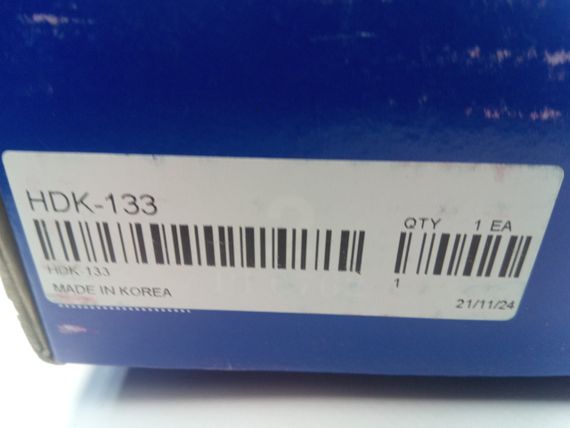 HDK-133
QTY 1 EA
HDK-133
1
MADE IN KOREA
21/11/24